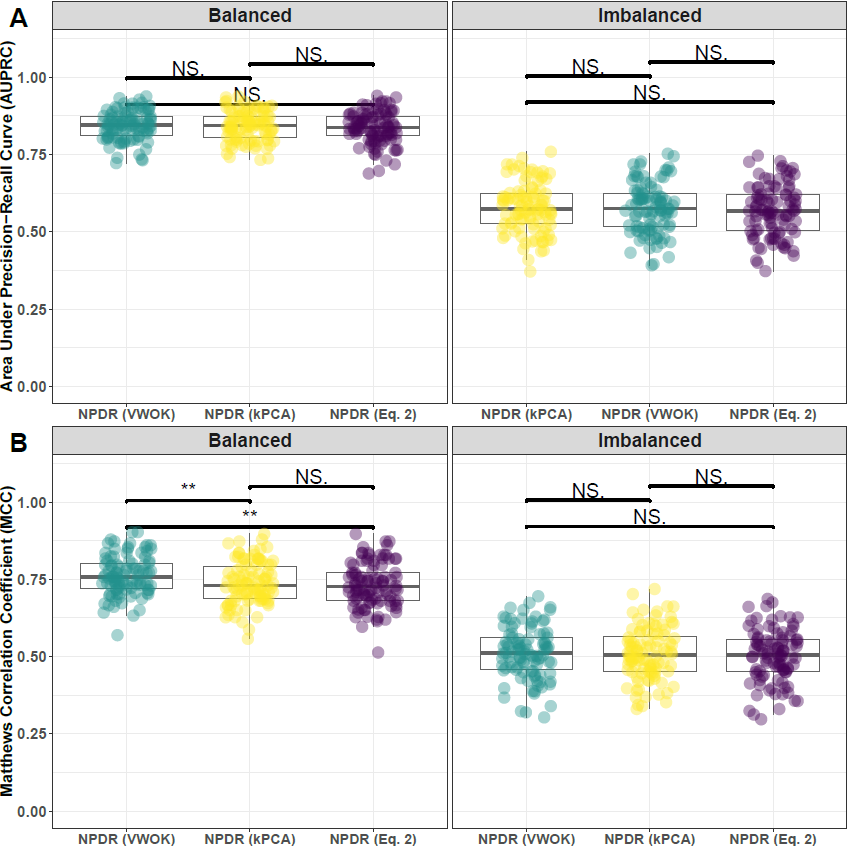 A
Balanced
Imbalanced
Area Under Precision−Recall Curve (AUPRC)
1.00
0.75
0.50
0.25
0.00
NS.
NS.
NS.
NS.
NS.
NS.
NPDR (VWOK)
NPDR (kPCA)
NPDR (Eq. 2)
NPDR (kPCA)
NPDR (VWOK)
NPDR (Eq. 2)
B
Balanced
Imbalanced
Matthews Correlation Coefficient (MCC)
1.00
0.75
0.50
0.25
0.00
NS.
**
**
NS.
NS.
NS.
NPDR (VWOK)
NPDR (kPCA)
NPDR (Eq. 2)
NPDR (VWOK)
NPDR (kPCA)
NPDR (Eq. 2)